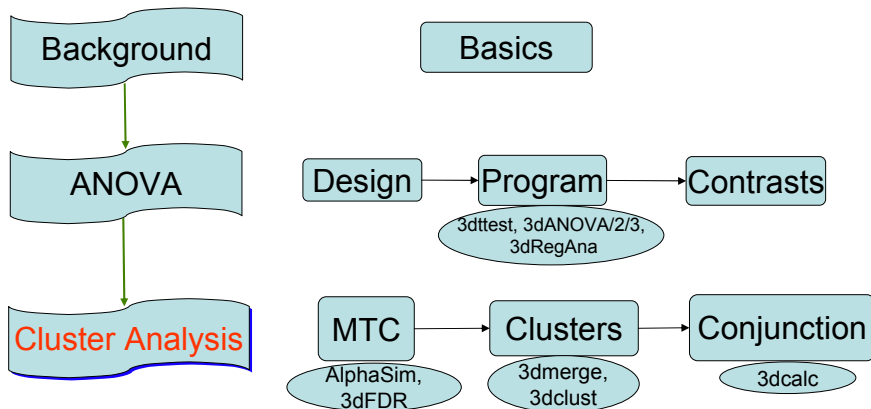 Background
Basics
ANOVA
Design
Program
Contrasts
3dttest, 3dANOVA/2/3,
3dRegAna
Cluster Analysis
MTC
Clusters
Conjunction
AlphaSim,
3dFDR
3dmerge,
3dclust
3dcalc